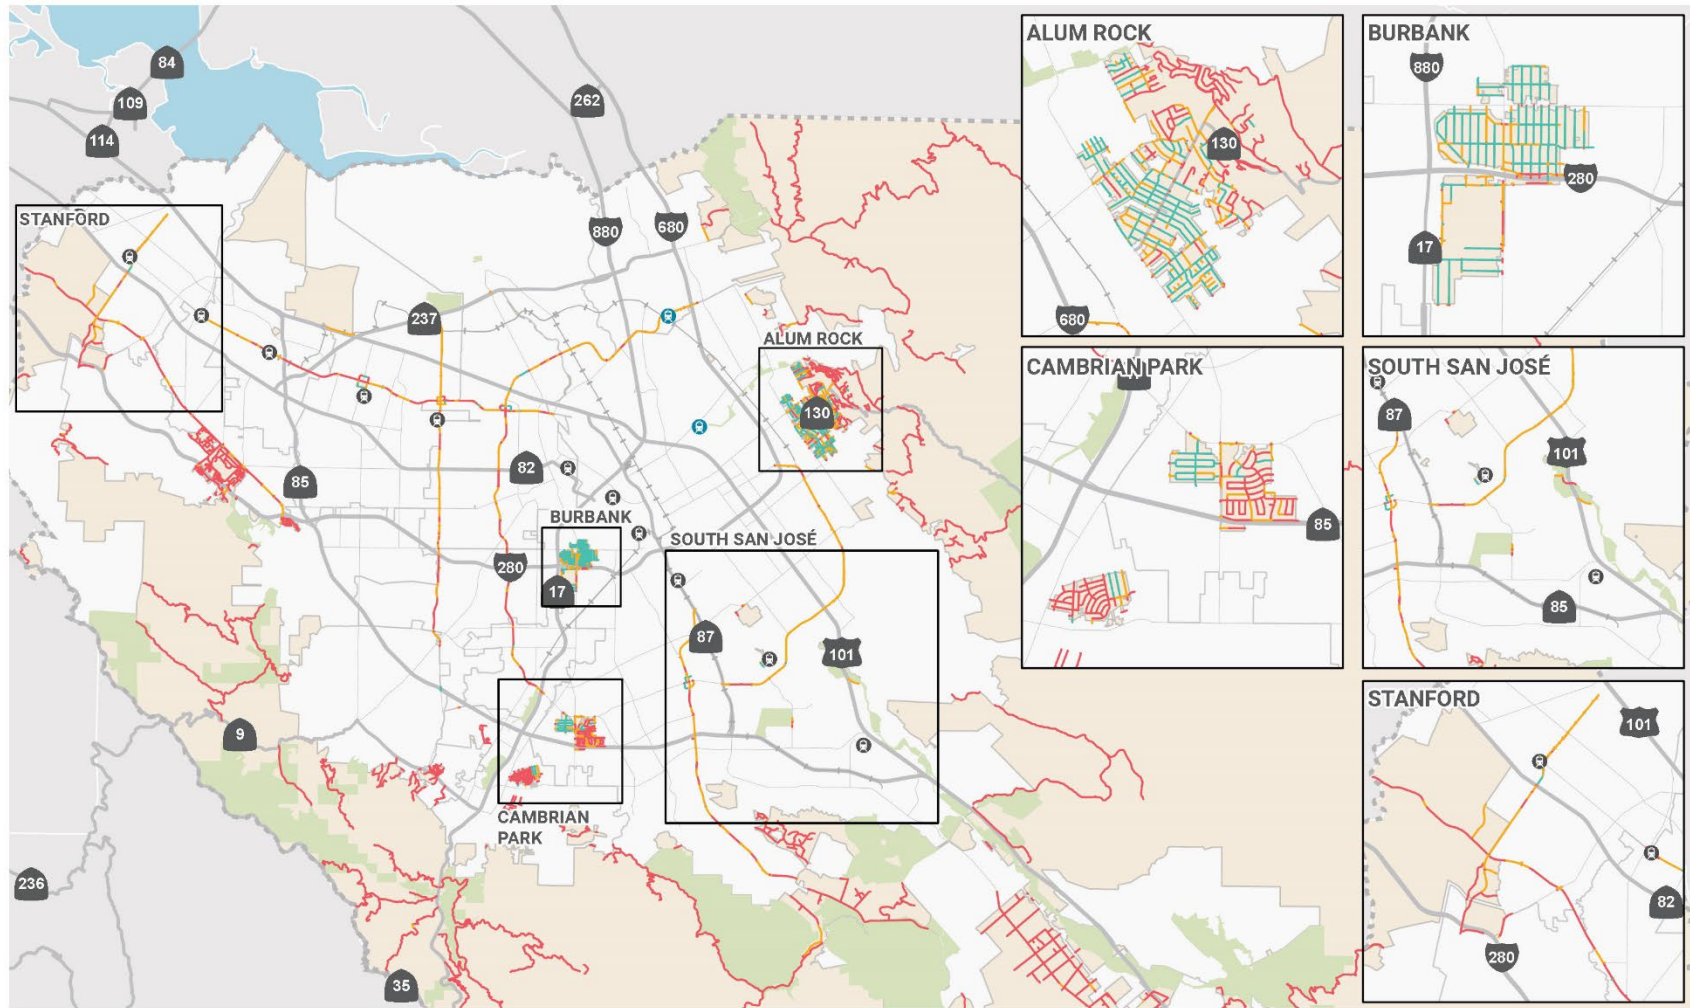 84
109
114
262
STANFORD
880
680
237
ALUM ROCK
130
82
85
BURBANK
SOUTH SAN JOSÉ
280
17
87
101
CAMBRIAN
PARK
9
236
35
ALUM ROCK
130
680
BURBANK
880
280
17
CAMBRIAN PARK
85
SOUTH SAN JOSÉ
87
101
85
STANFORD
101
82
280